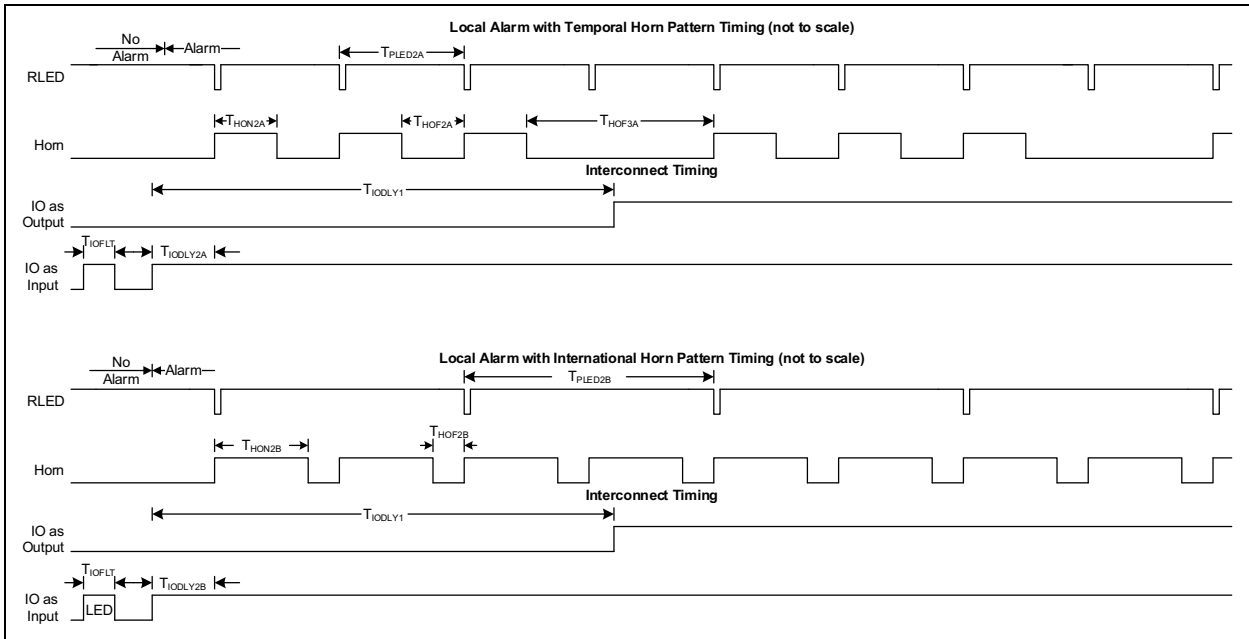 Local Alarm with Temporal Horn Pattern Timing (not to scale)
No
Alarm
Alarm
TPLED2A
RLED
THON2A
THOF2A
THOF3A
Horn
Interconnect Timing
TIODLY1
IO as
Output
TIOFLT
TIODLY2A
IO as
Input
Local Alarm with International Horn Pattern Timing (not to scale)
No
Alarm
Alarm
TPLED2B
RLED
THON2B
THOF2B
Horn
Interconnect Timing
TIODLY1
IO as
Output
TIOFLT
TIODLY2B
IO as
Input
LED